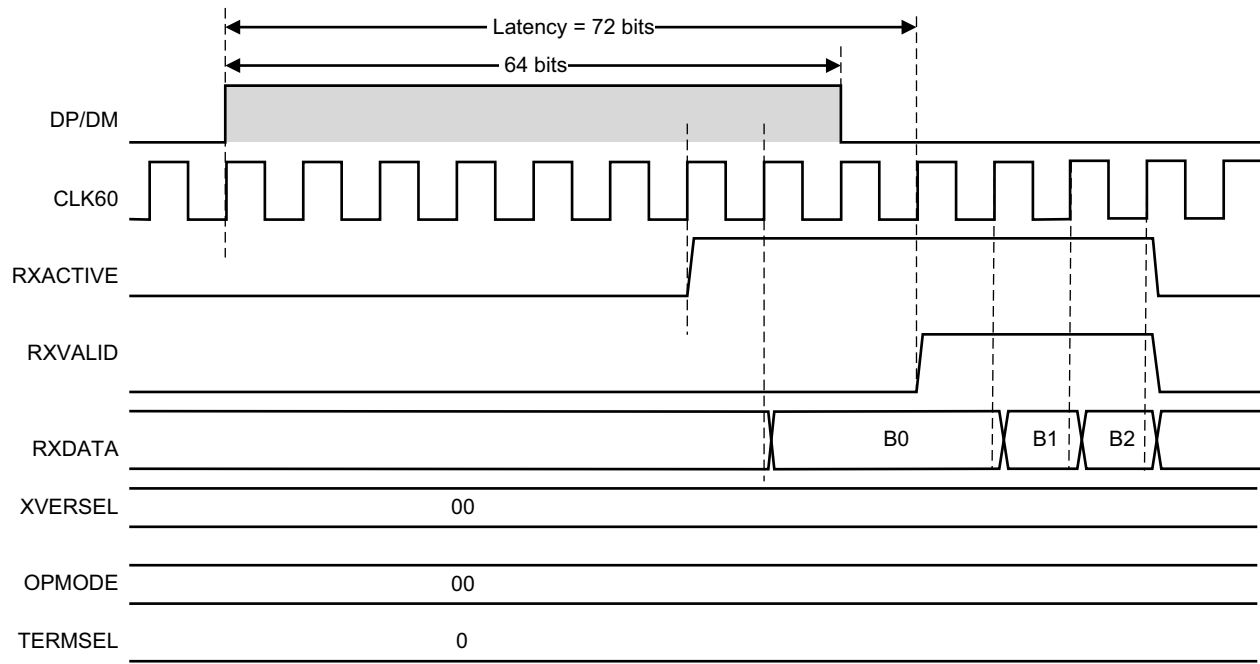 Latency = 72 bits
64 bits
DP/DM
CLK60
RXACTIVE
RXVALID
RXDATA B0 B1 B2
XVERSEL 00
OPMODE 00
TERMSEL 0